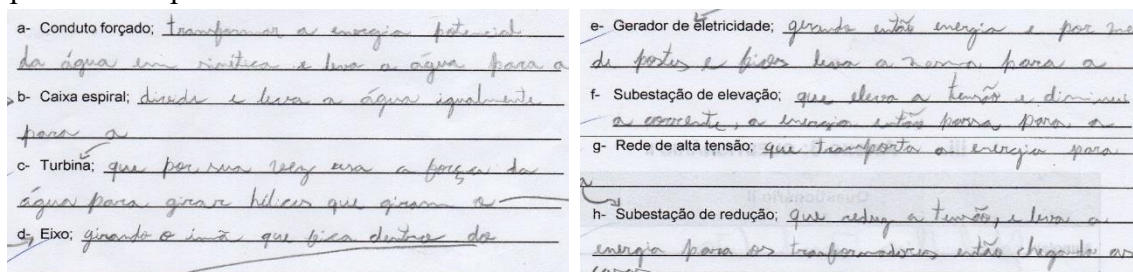 a- Conduto forçado; transformar a energia potencial
da água em cinética e leva a água para a
b- Caixa espiral; divide e leva a água igualmente
para a
c- Turbina; que por sua vez usa a força da
água para girar hélices que giram o
d- Eixo; girando o imã que fica dentro do
e- Gerador de eletricidade; gerando então energia e por me
de postes e fios leva a mesma para a
f- Subestação de elevação; que eleva a tensão e diminui
a corrente, a energia então passa para a
g- Rede de alta tensão; que transporta a energia para
a
h- Subestação de redução; que reduz a tensão, e leva a
energia para os tranformadores então chegando as
casas